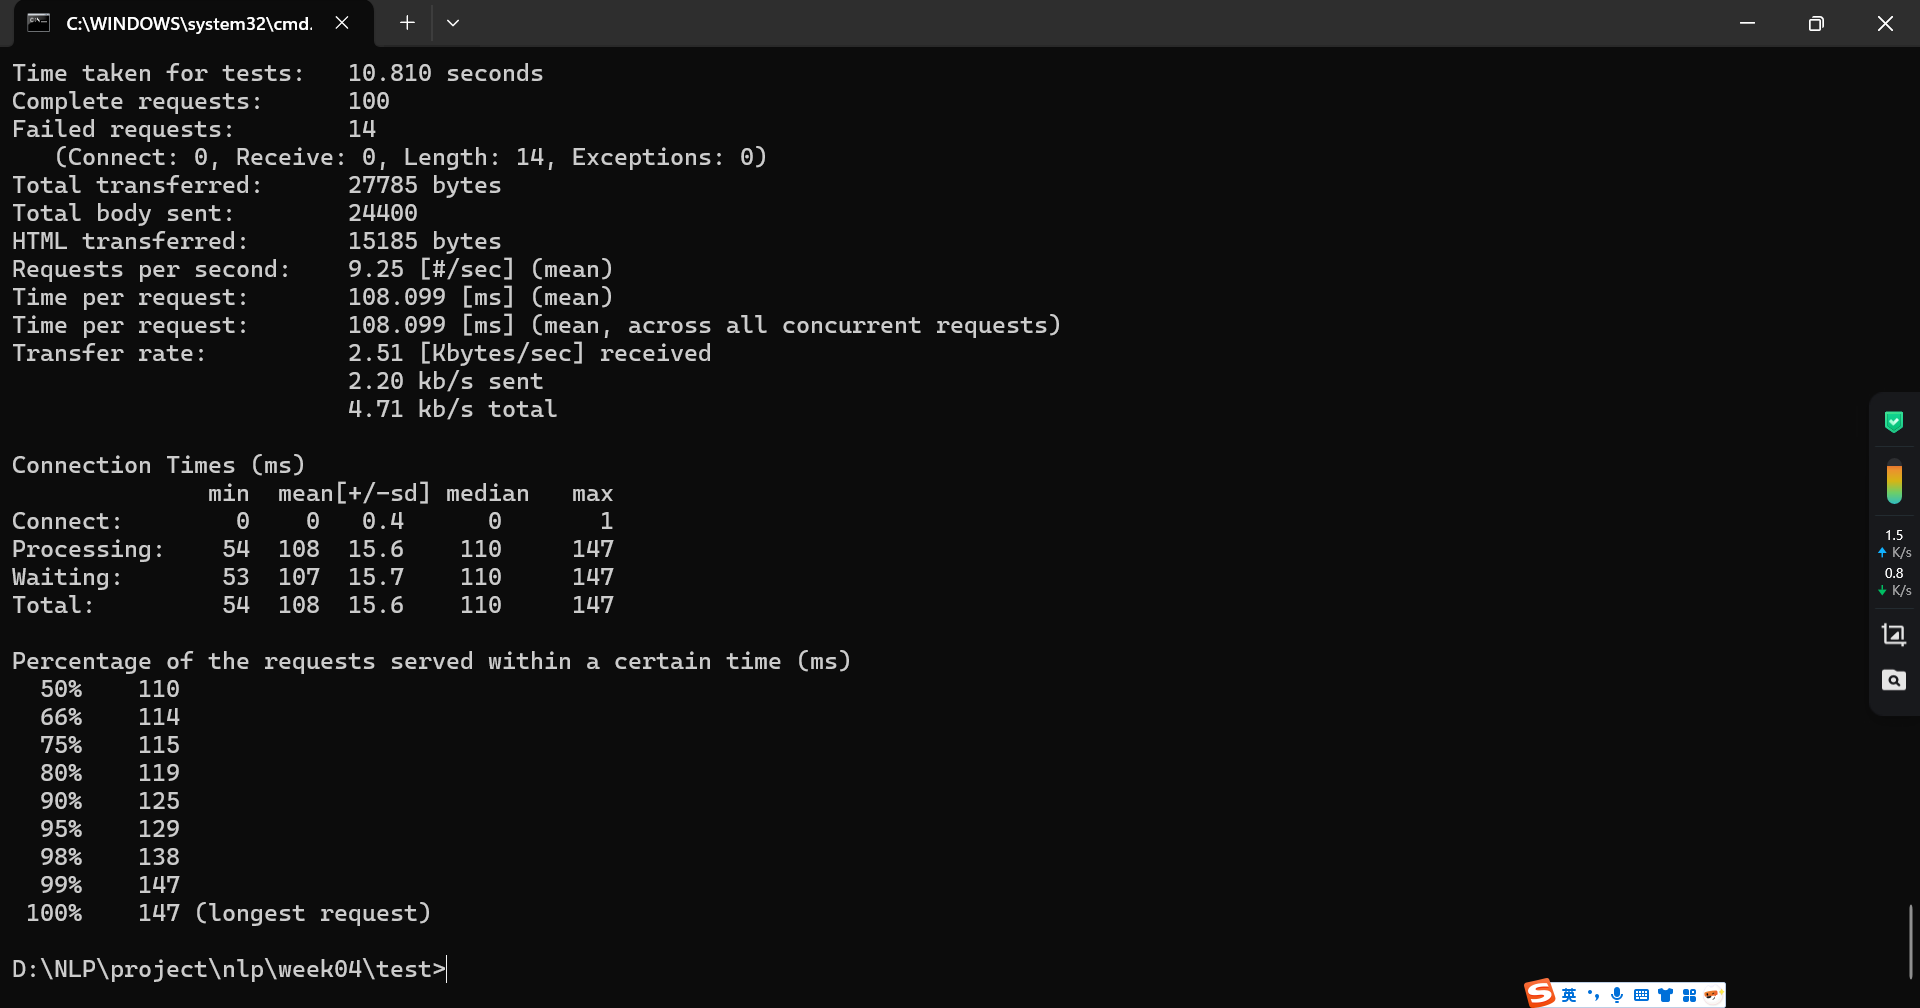 C:\WINDOWS\system32\cmd.
Time taken for tests:   10.810 seconds
Complete requests:      100
Failed requests:        14
   (Connect: 0, Receive: 0, Length: 14, Exceptions: 0)
Total transferred:      27785 bytes
Total body sent:        24400
HTML transferred:       15185 bytes
Requests per second:    9.25 [#/sec] (mean)
Time per request:       108.099 [ms] (mean)
Time per request:       108.099 [ms] (mean, across all concurrent requests)
Transfer rate:          2.51 [Kbytes/sec] received
                        2.20 kb/s sent
                        4.71 kb/s total
Connection Times (ms)
              min  mean[+/-sd] median   max
Connect:        0    0   0.4      0       1
Processing:    54  108  15.6    110     147
Waiting:       53  107  15.7    110     147
Total:         54  108  15.6    110     147
Percentage of the requests served within a certain time (ms)
  50%    110
  66%    114
  75%    115
  80%    119
  90%    125
  95%    129
  98%    138
  99%    147
 100%    147 (longest request)
D:\NLP\project\nlp\week04\test>
1.5
K/s
0.8
K/s
S 英